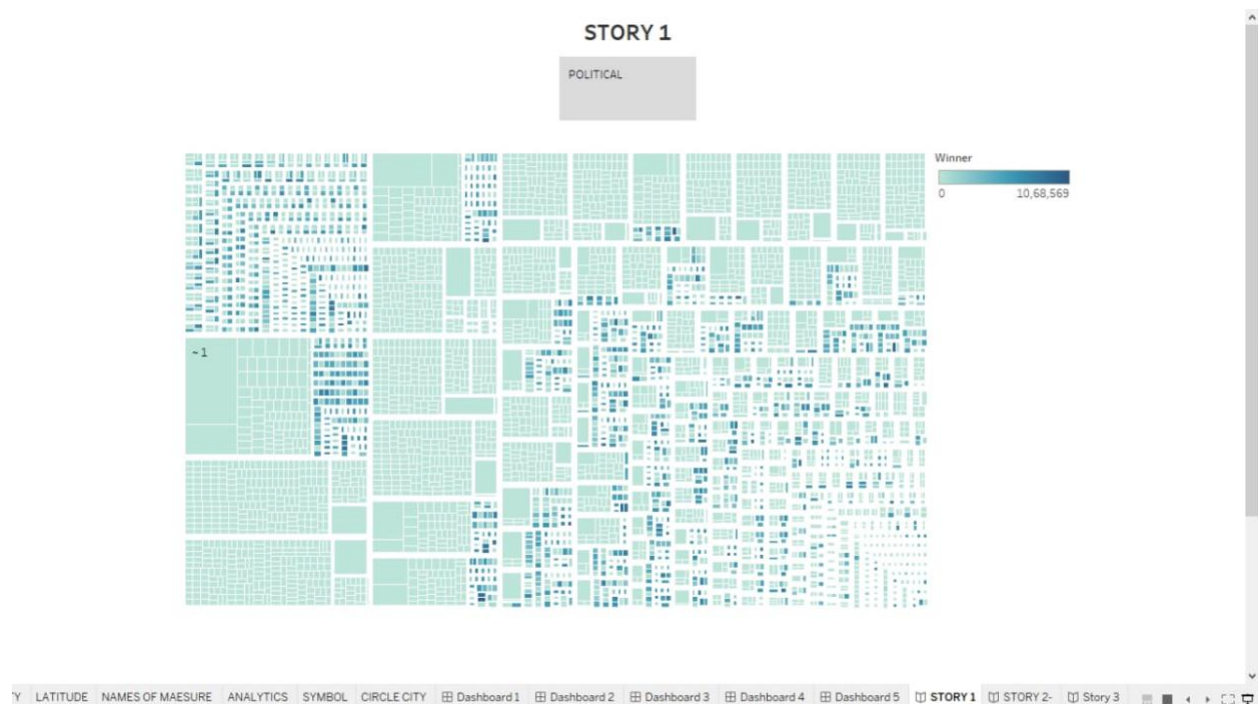 STORY 1
POLITICAL
Winner
0 10,68,569
~1
Y LATITUDE NAMES OF MAESURE ANALYTICS SYMBOL CIRCLE CITY Dashboard 1 Dashboard 2 Dashboard 3 Dashboard 4 Dashboard 5 STORY 1 STORY 2- Story 3